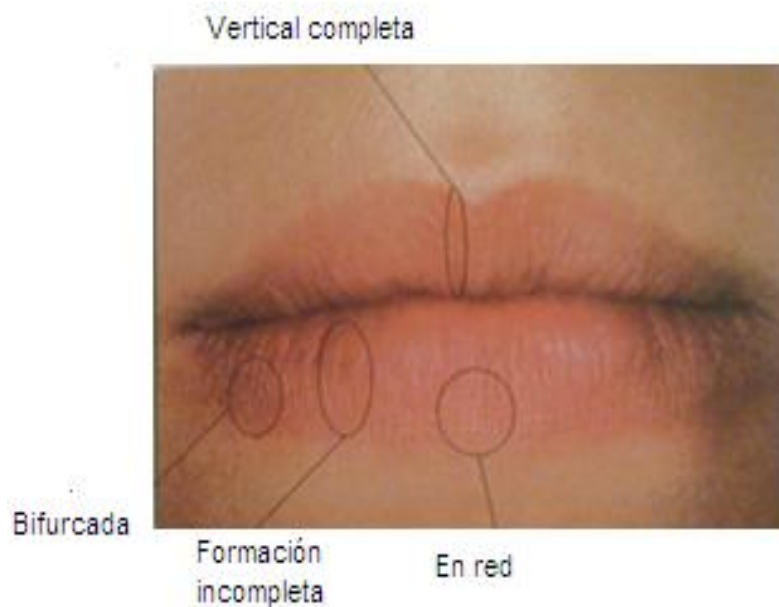 Vertical completa
Bifurcada
Formación
incompleta
En red